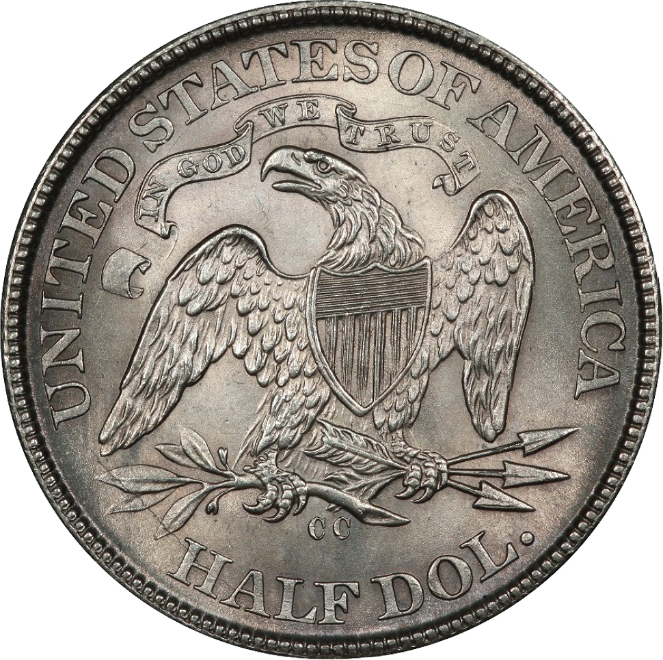 UNITED STATES OF AMERICA
IN GOD WE TRUST
CC
HALF DOL.